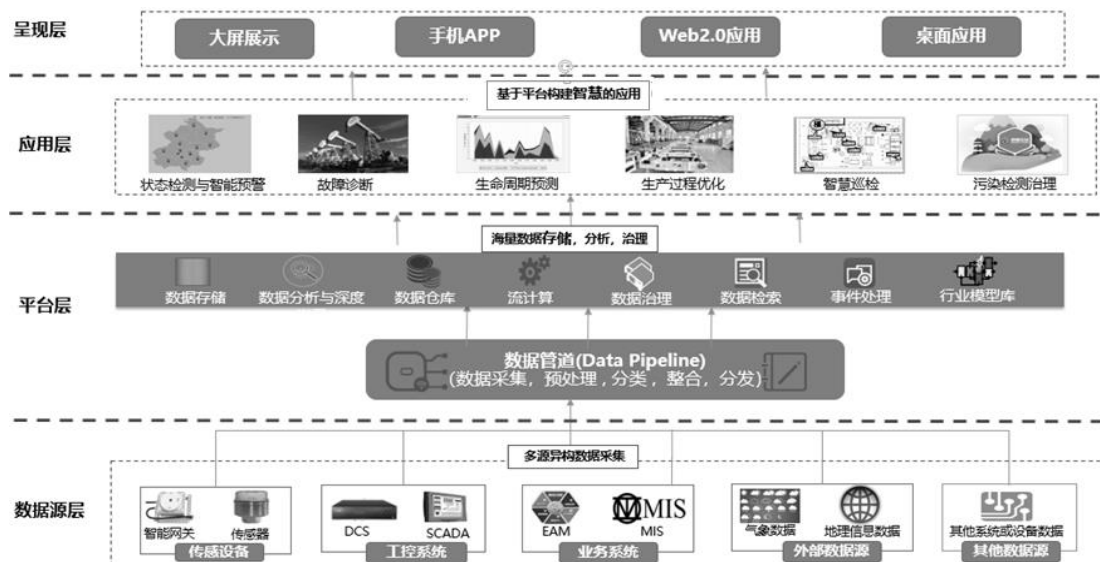 呈现层
大屏展示
手机APP
Web2.0应用
桌面应用
基于平台构建智慧的应用
应用层
状态检测与智能预警
故障诊断
生命周期预测
生产过程优化
智慧巡检
污染检测治理
海量数据存储，分析，治理
平台层
数据存储
数据分析与深度
数据仓库
流计算
数据治理
数据检索
事件处理
行业模型库
数据管道(Data Pipeline)
(数据采集，预处理，分类，整合，分发)
多源异构数据采集
数据源层
智能网关
传感器
传感设备
DCS
SCADA
工控系统
EAM
MIS
MIS
业务系统
气象数据
地理信息数据
外部数据源
其他系统或设备数据
其他数据源